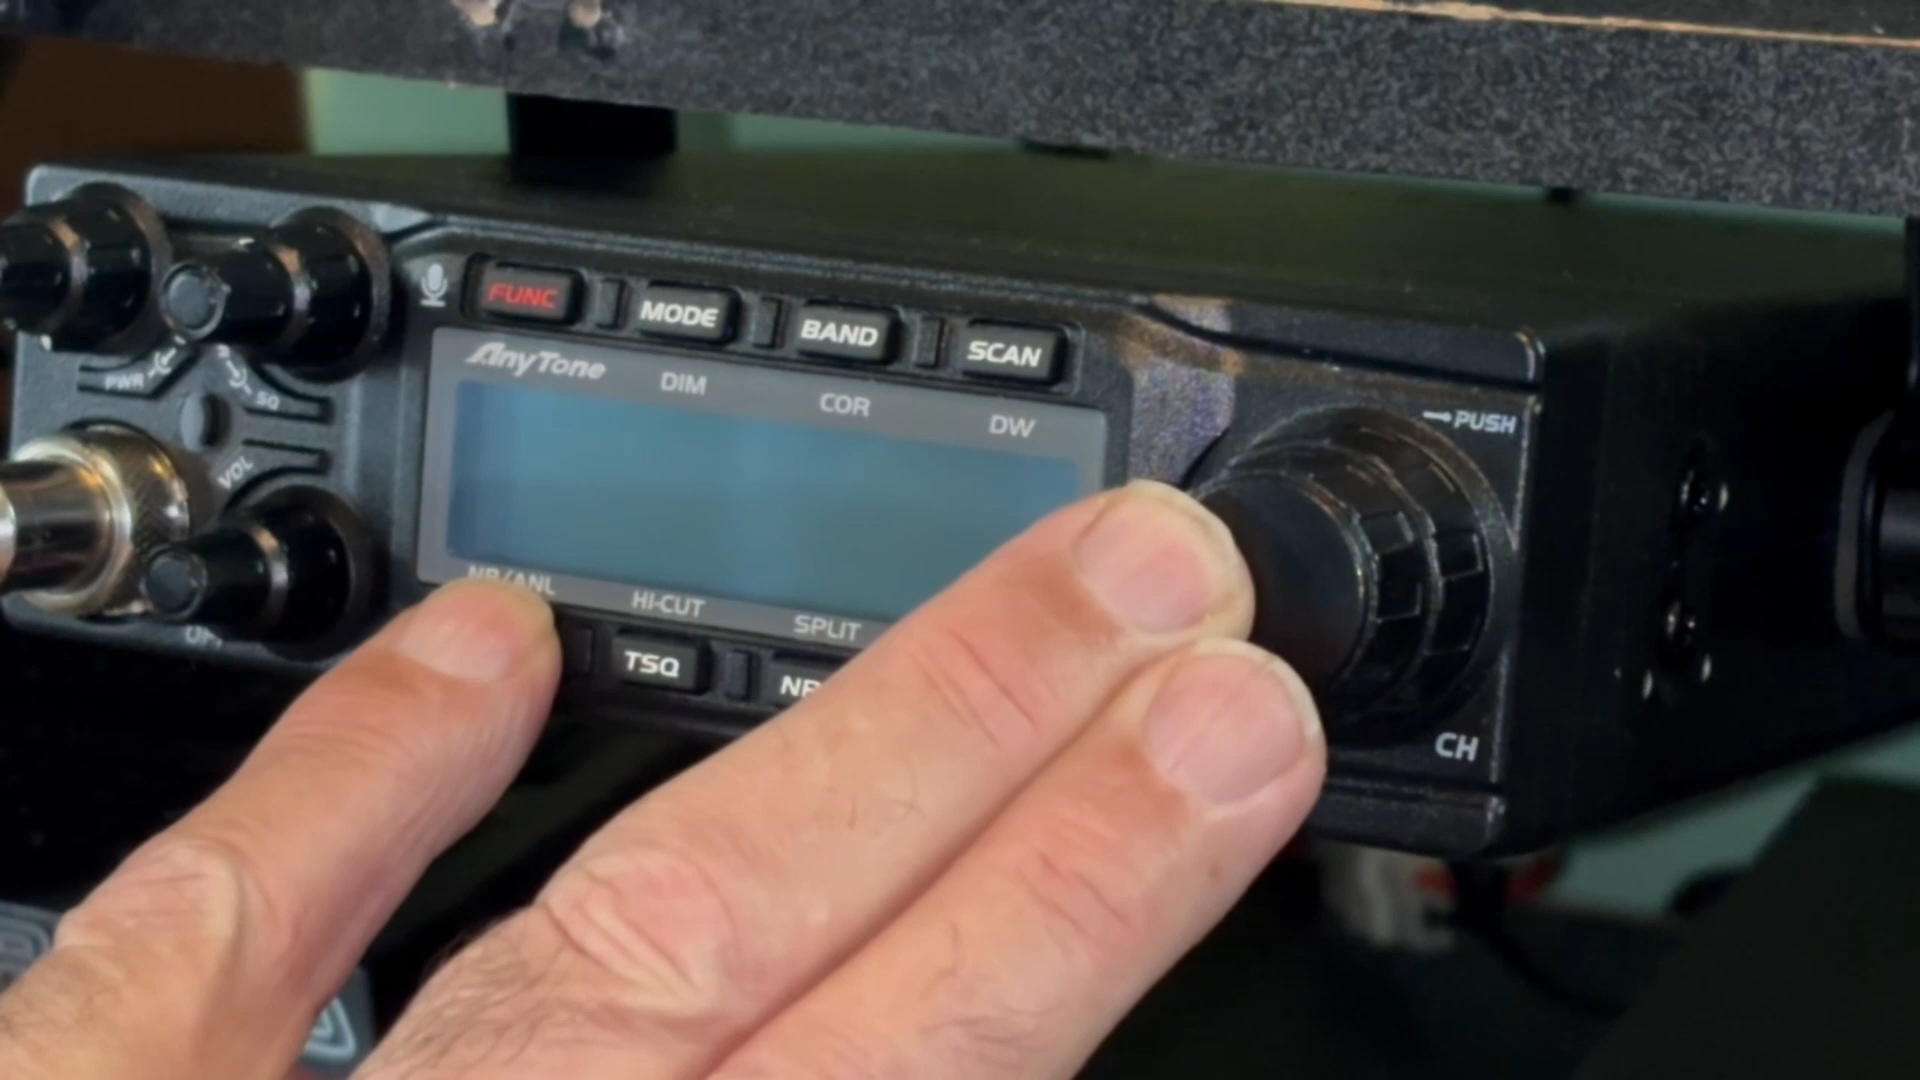 FUNC MODE BAND SCAN
AnyTone DIM COR DW
PUSH
PWR SQ
VOL
NB/ANL HI-CUT SPLIT
TSQ
CH